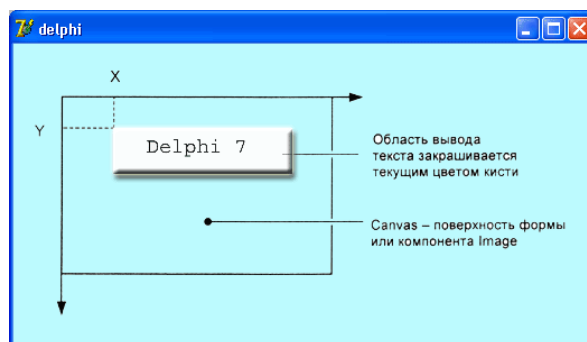 delphi
X
Y
Delphi 7
Область вывода
текста закрашивается
текущим цветом кисти
Canvas – поверхность формы
или компонента Image